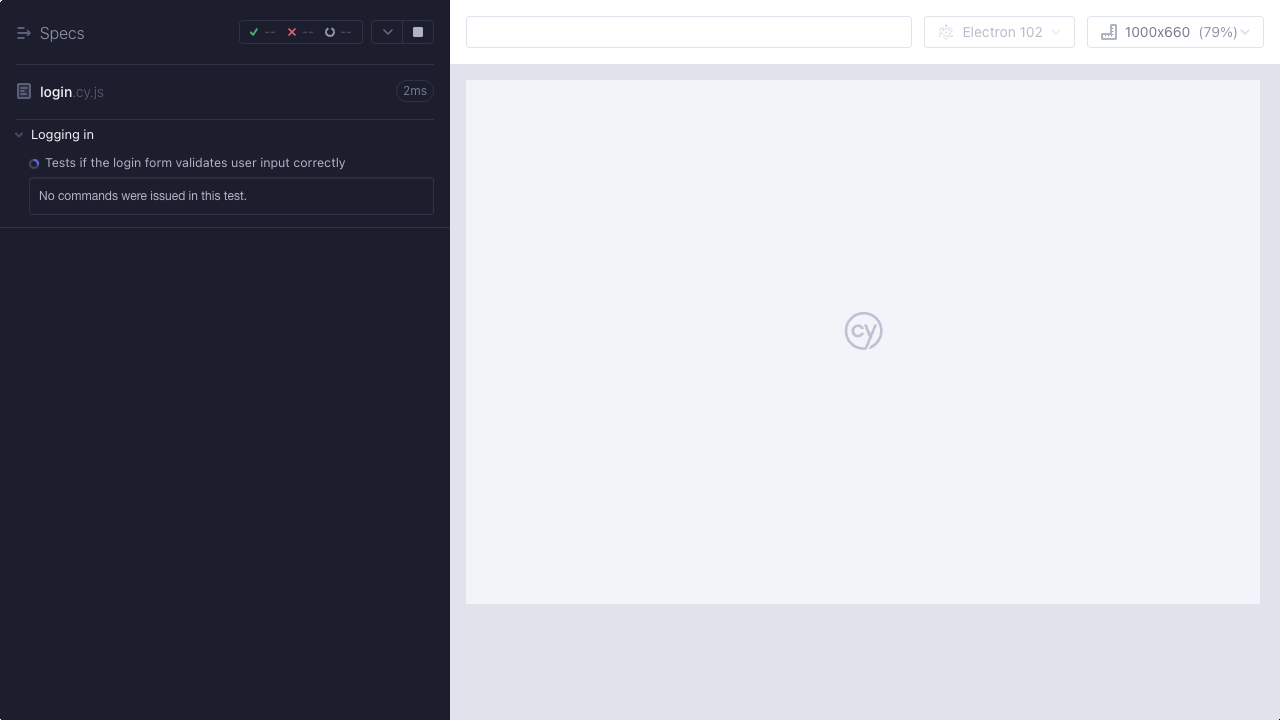 Specs
-- -- --
Electron 102
1000x660 (79%)
login.cy.js
2ms
Logging in
Tests if the login form validates user input correctly
No commands were issued in this test.
cy